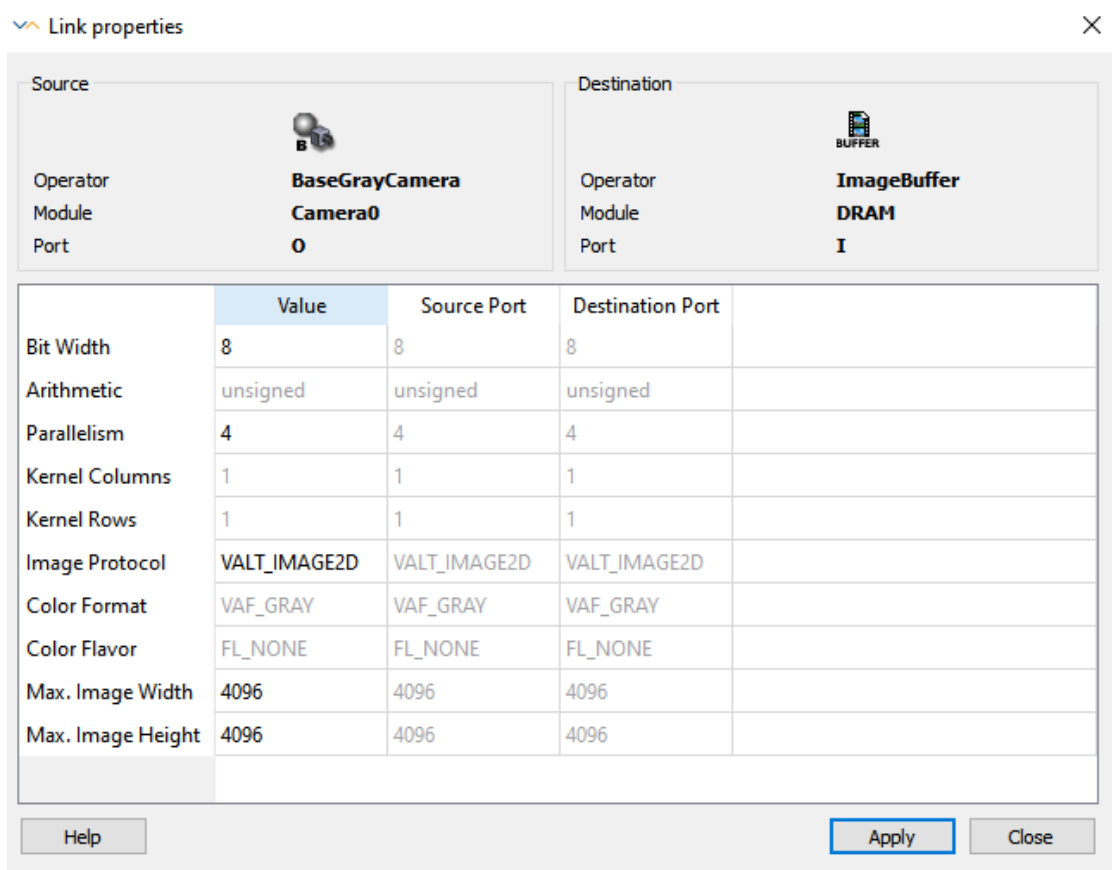 Link properties
Source
B
Operator BaseGrayCamera
Module Camera0
Port O
Destination
BUFFER
Operator ImageBuffer
Module DRAM
Port I
Value Source Port Destination Port
Bit Width 8 8 8
Arithmetic unsigned unsigned unsigned
Parallelism 4 4 4
Kernel Columns 1 1 1
Kernel Rows 1 1 1
Image Protocol VALT_IMAGE2D VALT_IMAGE2D VALT_IMAGE2D
Color Format VAF_GRAY VAF_GRAY VAF_GRAY
Color Flavor FL_NONE FL_NONE FL_NONE
Max. Image Width 4096 4096 4096
Max. Image Height 4096 4096 4096
Help Apply Close